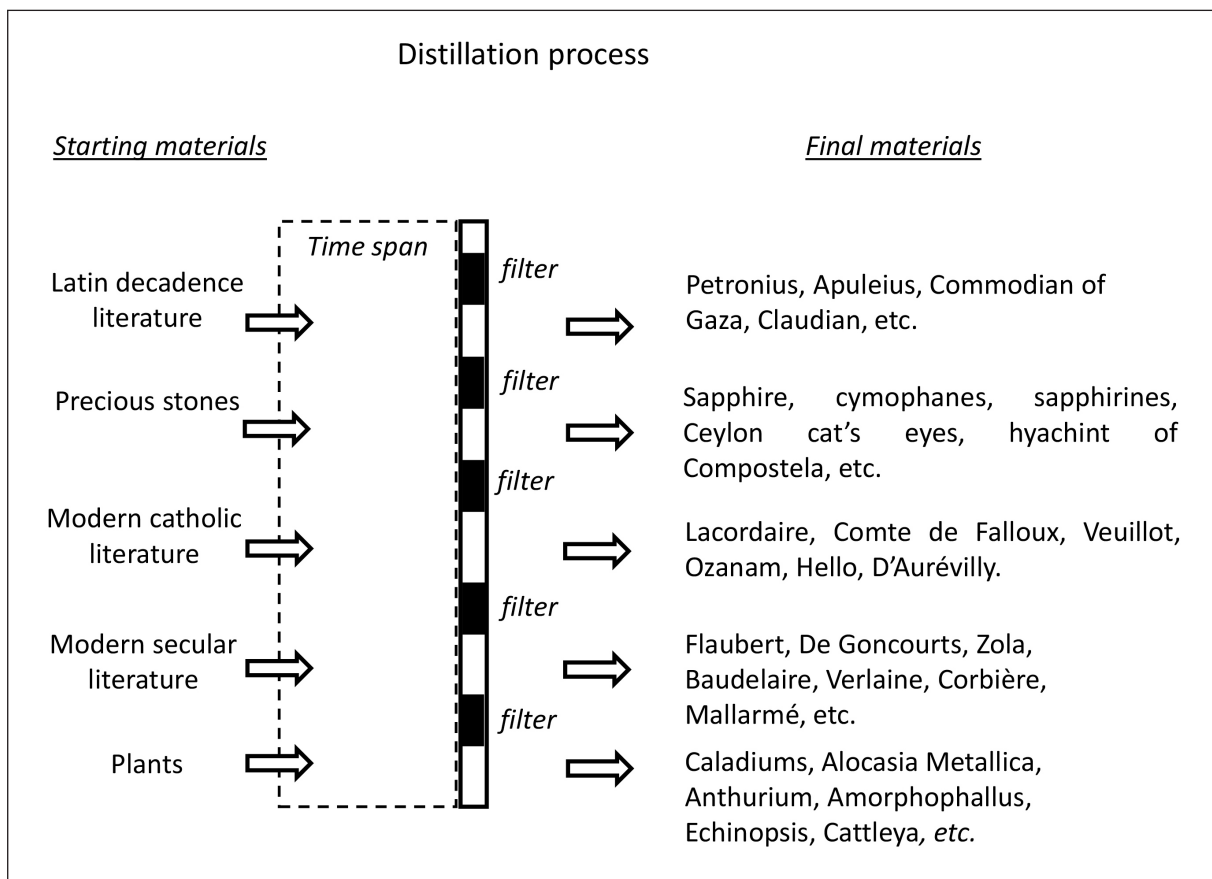 Distillation process
Starting materials
Final materials
Time span
Latin decadence
literature
filter
Petronius, Apuleius, Commodian of
Gaza, Claudian, etc.
Precious stones
filter
Sapphire, cymophanes, sapphirines,
Ceylon cat's eyes, hyachint of
Compostela, etc.
Modern catholic
literature
filter
Lacordaire, Comte de Falloux, Veuillot,
Ozanam, Hello, D'Aurévilly.
Modern secular
literature
filter
Flaubert, De Goncourts, Zola,
Baudelaire, Verlaine, Corbière,
Mallarmé, etc.
Plants
filter
Caladiums, Alocasia Metallica,
Anthurium, Amorphophallus,
Echinopsis, Cattleya, etc.